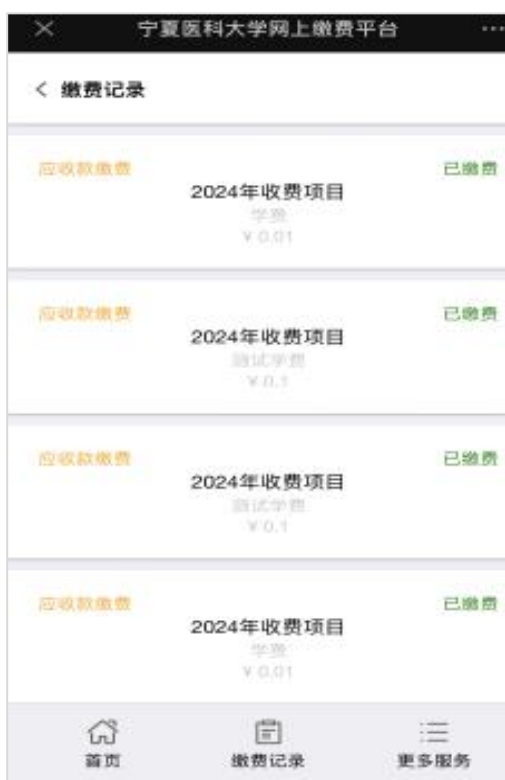 宁夏医科大学网上缴费平台
缴费记录
应收款缴费 已缴费
2024年收费项目
学费
￥0.01
应收款缴费 已缴费
2024年收费项目
测试学费
￥0.1
应收款缴费 已缴费
2024年收费项目
测试学费
￥0.1
应收款缴费 已缴费
2024年收费项目
学费
￥0.01
首页 缴费记录 更多服务